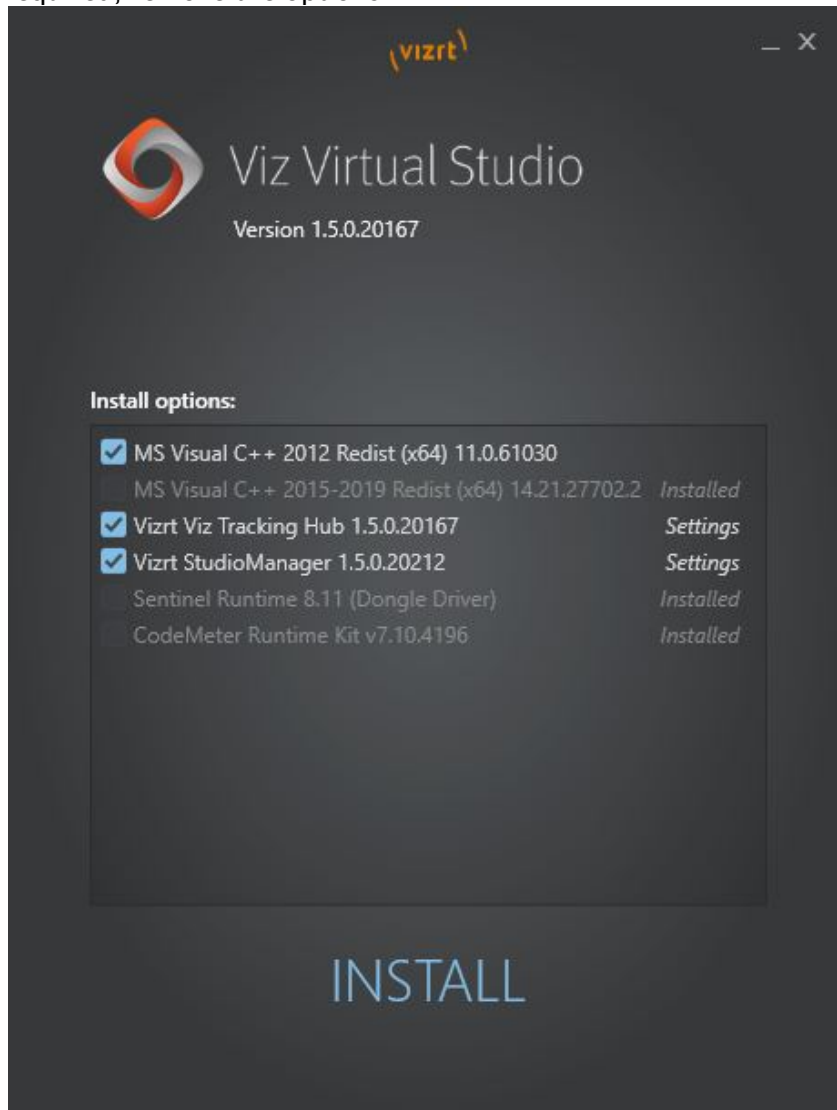 (vizrt)
Viz Virtual Studio
Version 1.5.0.20167
Install options:
MS Visual C++ 2012 Redist (x64) 11.0.61030
MS Visual C++ 2015-2019 Redist (x64) 14.21.27702.2 Installed
Vizrt Viz Tracking Hub 1.5.0.20167 Settings
Vizrt StudioManager 1.5.0.20212 Settings
Sentinel Runtime 8.11 (Dongle Driver) Installed
CodeMeter Runtime Kit v7.10.4196 Installed
INSTALL